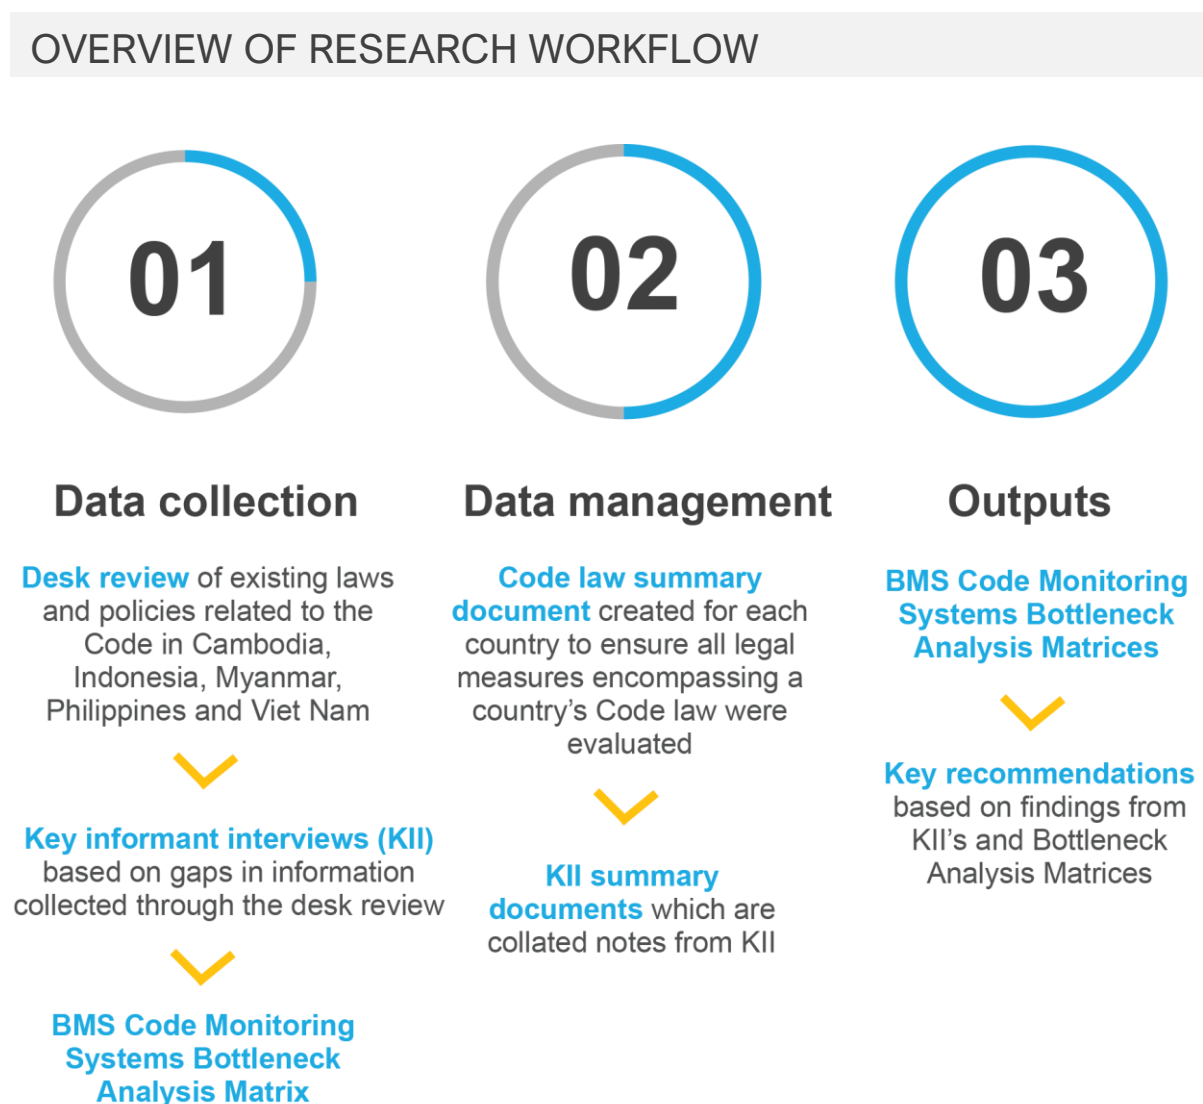 OVERVIEW OF RESEARCH WORKFLOW
01
Data collection
Desk review of existing laws
and policies related to the
Code in Cambodia,
Indonesia, Myanmar,
Philippines and Viet Nam
Key informant interviews (KII)
based on gaps in information
collected through the desk review
BMS Code Monitoring
Systems Bottleneck
Analysis Matrix
02
Data management
Code law summary
document created for each
country to ensure all legal
measures encompassing a
country’s Code law were
evaluated
KII summary
documents which are
collated notes from KII
03
Outputs
BMS Code Monitoring
Systems Bottleneck
Analysis Matrices
Key recommendations
based on findings from
KII’s and Bottleneck
Analysis Matrices